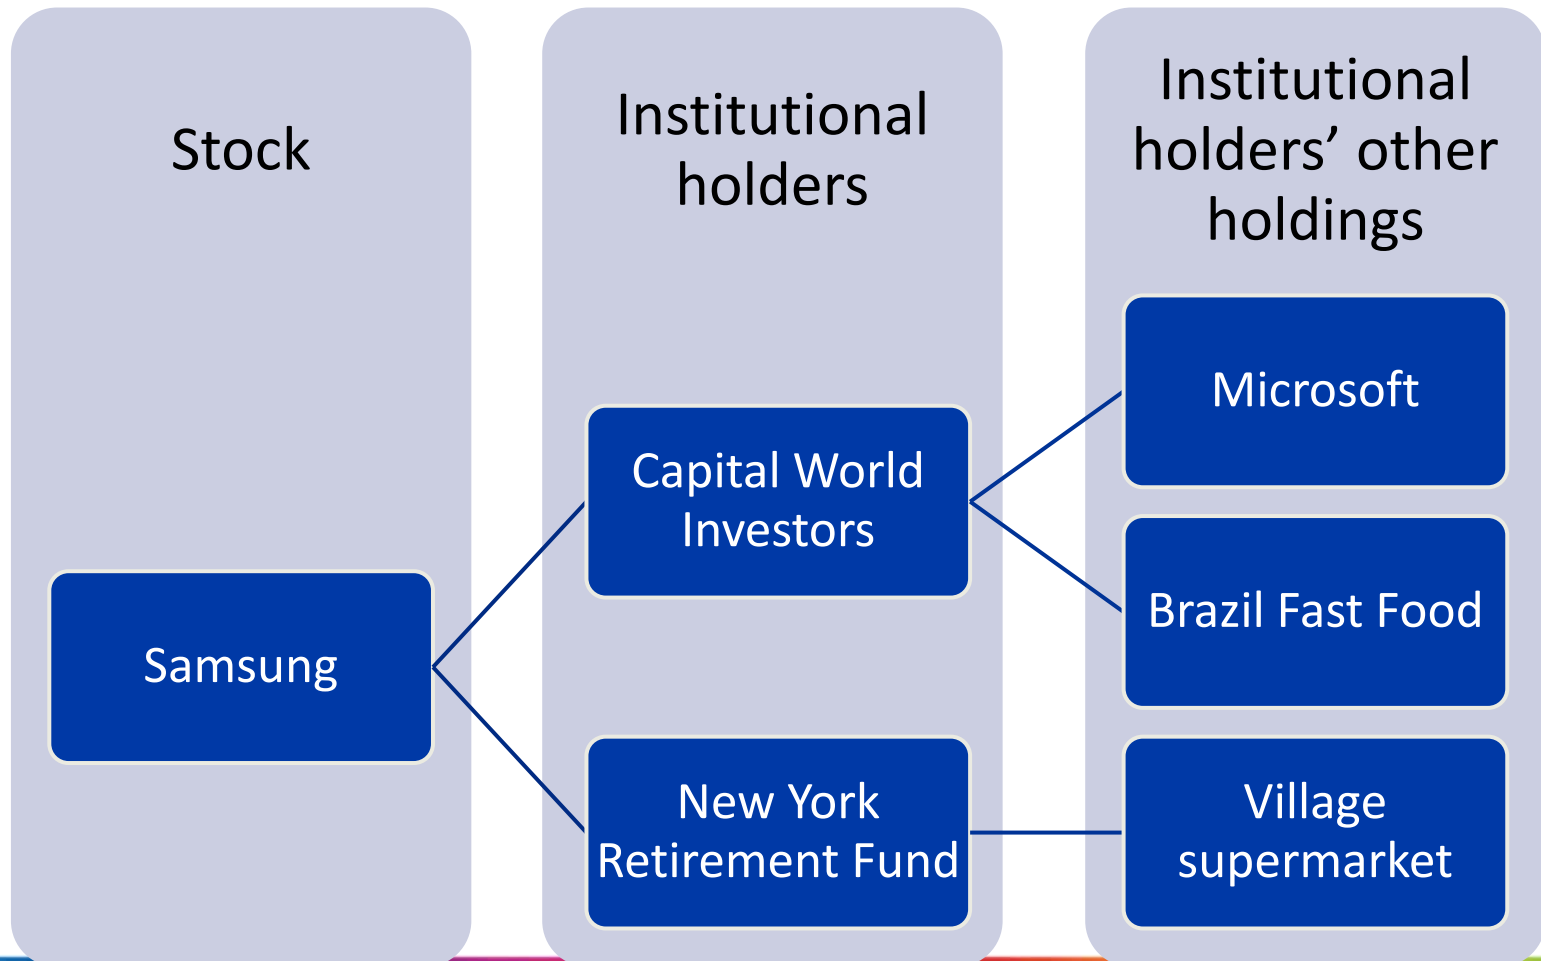 Stock
Institutional
holders
Institutional
holders’ other
holdings
Samsung
Capital World
Investors
New York
Retirement Fund
Microsoft
Brazil Fast Food
Village
supermarket